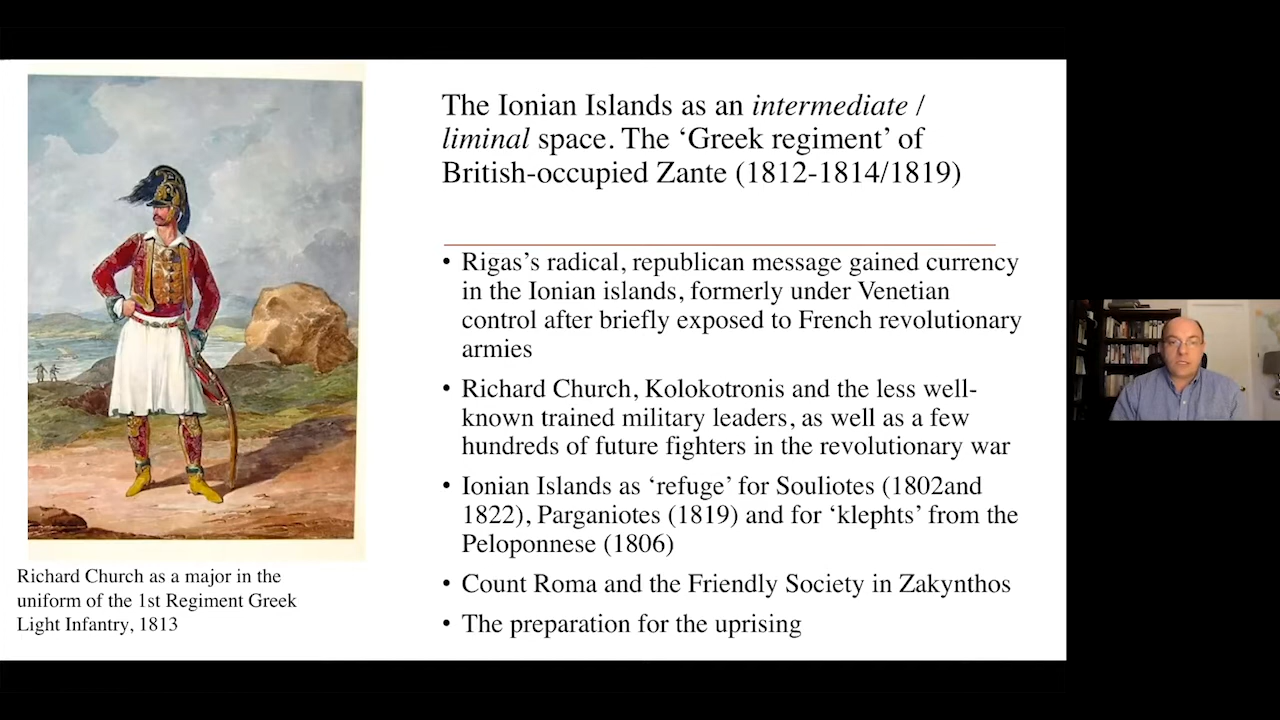 The Ionian Islands as an intermediate /
liminal space. The ‘Greek regiment’ of
British-occupied Zante (1812-1814/1819)
• Rigas’s radical, republican message gained currency
in the Ionian islands, formerly under Venetian
control after briefly exposed to French revolutionary
armies
• Richard Church, Kolokotronis and the less well-
known trained military leaders, as well as a few
hundreds of future fighters in the revolutionary war
• Ionian Islands as ‘refuge’ for Souliotes (1802and
1822), Parganiotes (1819) and for ‘klephts’ from the
Peloponnese (1806)
• Count Roma and the Friendly Society in Zakynthos
• The preparation for the uprising
Richard Church as a major in the
uniform of the 1st Regiment Greek
Light Infantry, 1813